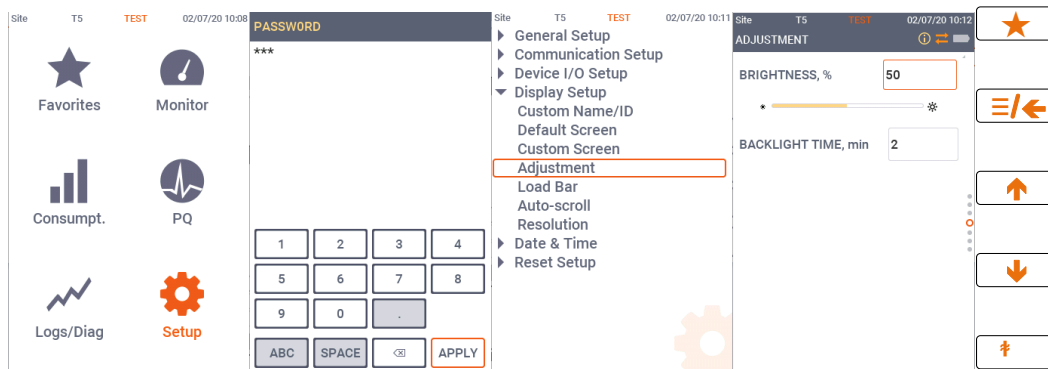 Site T5 TEST 02/07/20 10:08
Favorites Monitor
Consumpt. PQ
Logs/Diag Setup
PASSWORD
***
1 2 3 4
5 6 7 8
9 0 .
ABC SPACE APPLY
Site T5 TEST 02/07/20 10:11
General Setup
Communication Setup
Device I/O Setup
Display Setup
Custom Name/ID
Default Screen
Custom Screen
Adjustment
Load Bar
Auto-scroll
Resolution
Date & Time
Reset Setup
Site T5 TEST 02/07/20 10:12
ADJUSTMENT
BRIGHTNESS, % 50
BACKLIGHT TIME, min 2